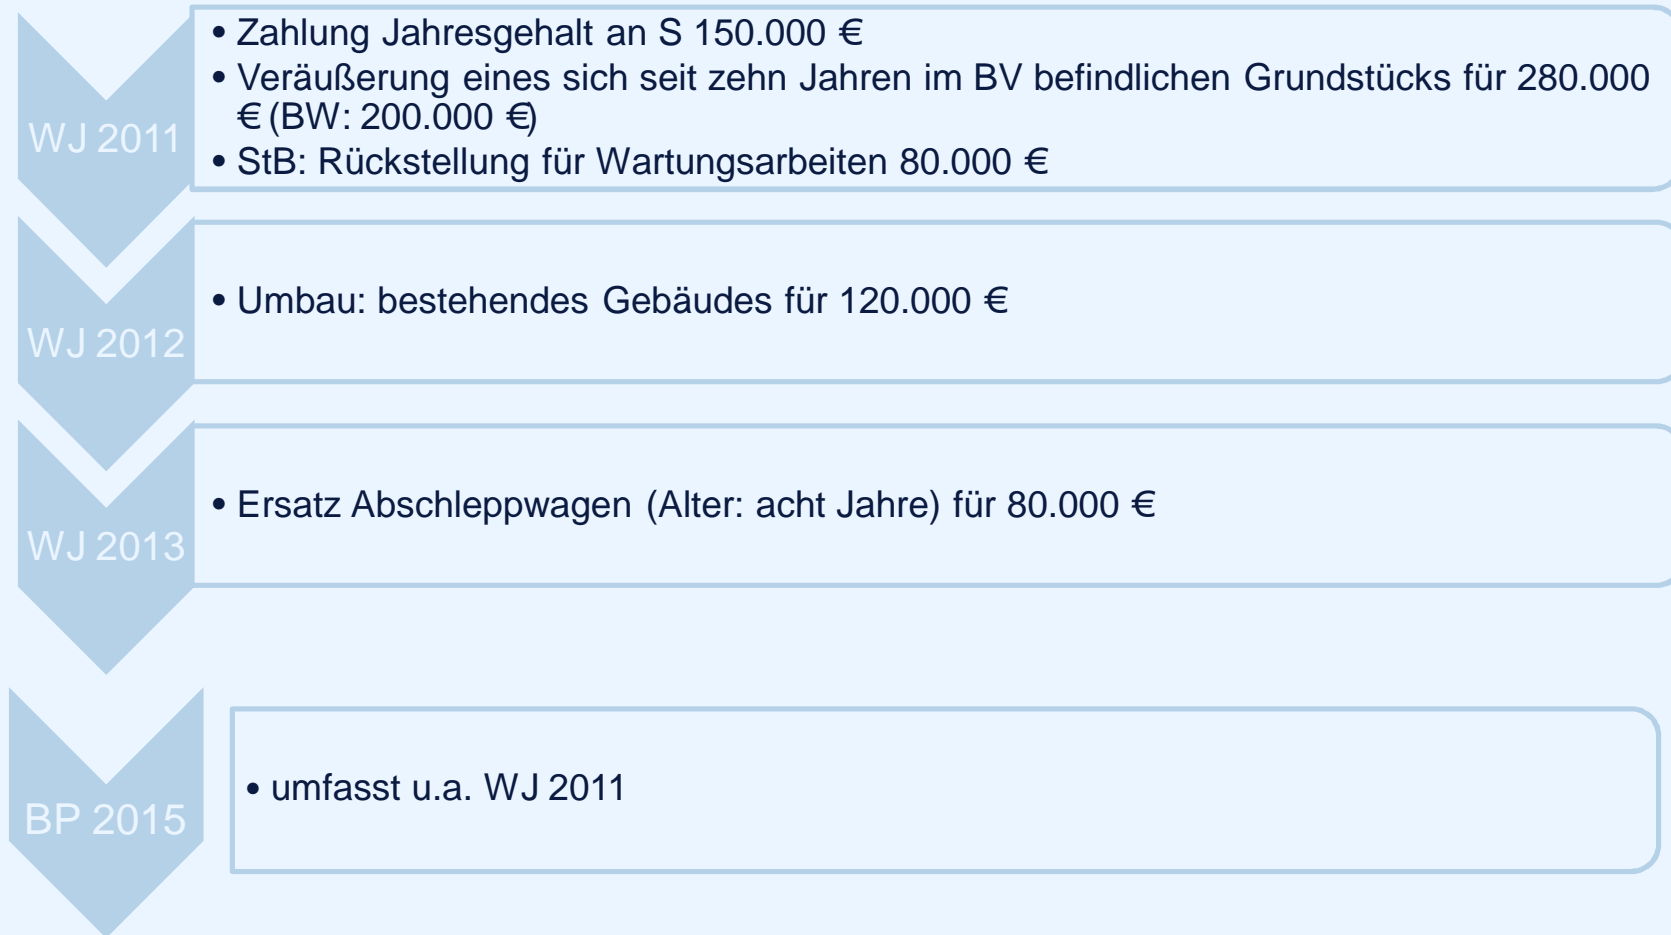 • Zahlung Jahresgehalt an S 150.000 €
• Veräußerung eines sich seit zehn Jahren im BV befindlichen Grundstücks für 280.000
€ (BW: 200.000 €)
• StB: Rückstellung für Wartungsarbeiten 80.000 €
WJ 2011
• Umbau: bestehendes Gebäudes für 120.000 €
WJ 2012
• Ersatz Abschleppwagen (Alter: acht Jahre) für 80.000 €
WJ 2013
• umfasst u.a. WJ 2011
BP 2015